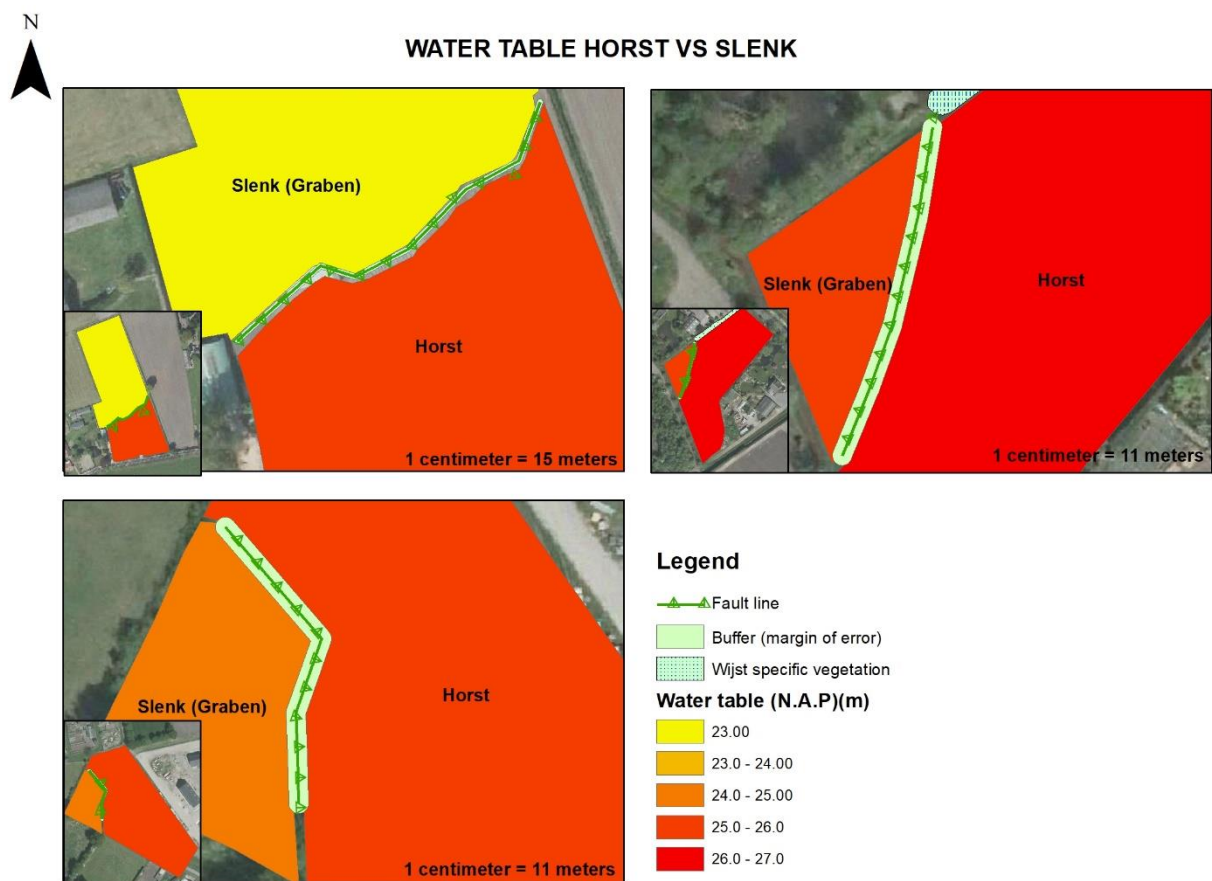 N
WATER TABLE HORST VS SLENK
Slenk (Graben)
Horst
1 centimeter = 15 meters
Slenk (Graben)
Horst
1 centimeter = 11 meters
Slenk (Graben)
Horst
1 centimeter = 11 meters
Legend
Fault line
Buffer (margin of error)
Wijst specific vegetation
Water table (N.A.P)(m)
23.00
23.0 - 24.00
24.0 - 25.00
25.0 - 26.0
26.0 - 27.0